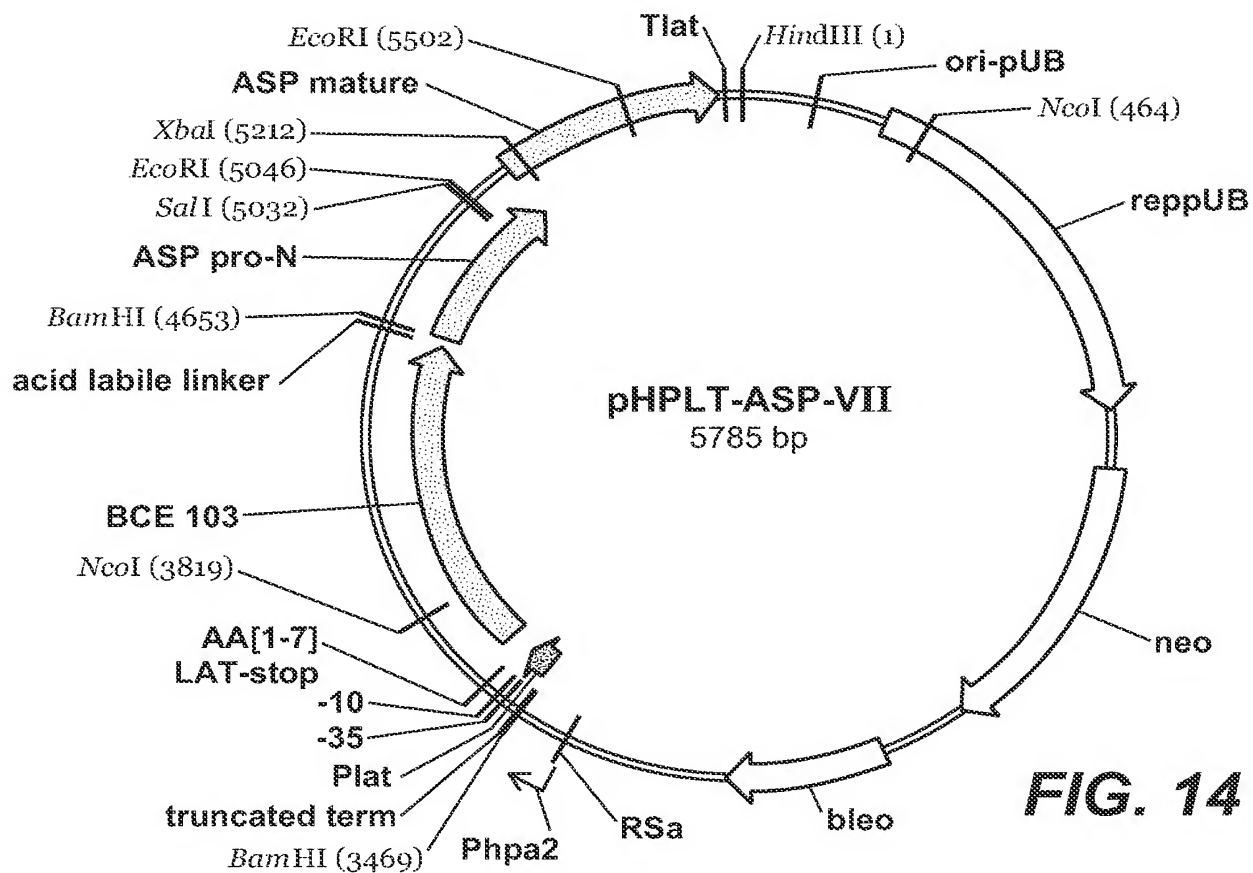 EcoRI (5502)
Tlat
HindIII (1)
ori-pUB
ASP mature
NcoI (464)
XbaI (5212)
EcoRI (5046)
SalI (5032)
reppUB
ASP pro-N
BamHI (4653)
acid labile linker
pHPLT-ASP-VII
5785 bp
BCE 103
NcoI (3819)
AA[1-7]
LAT-stop
neo
-10
-35
Plat
truncated term
BamHI (3469)
Phpa2
RSa
bleo
FIG. 14